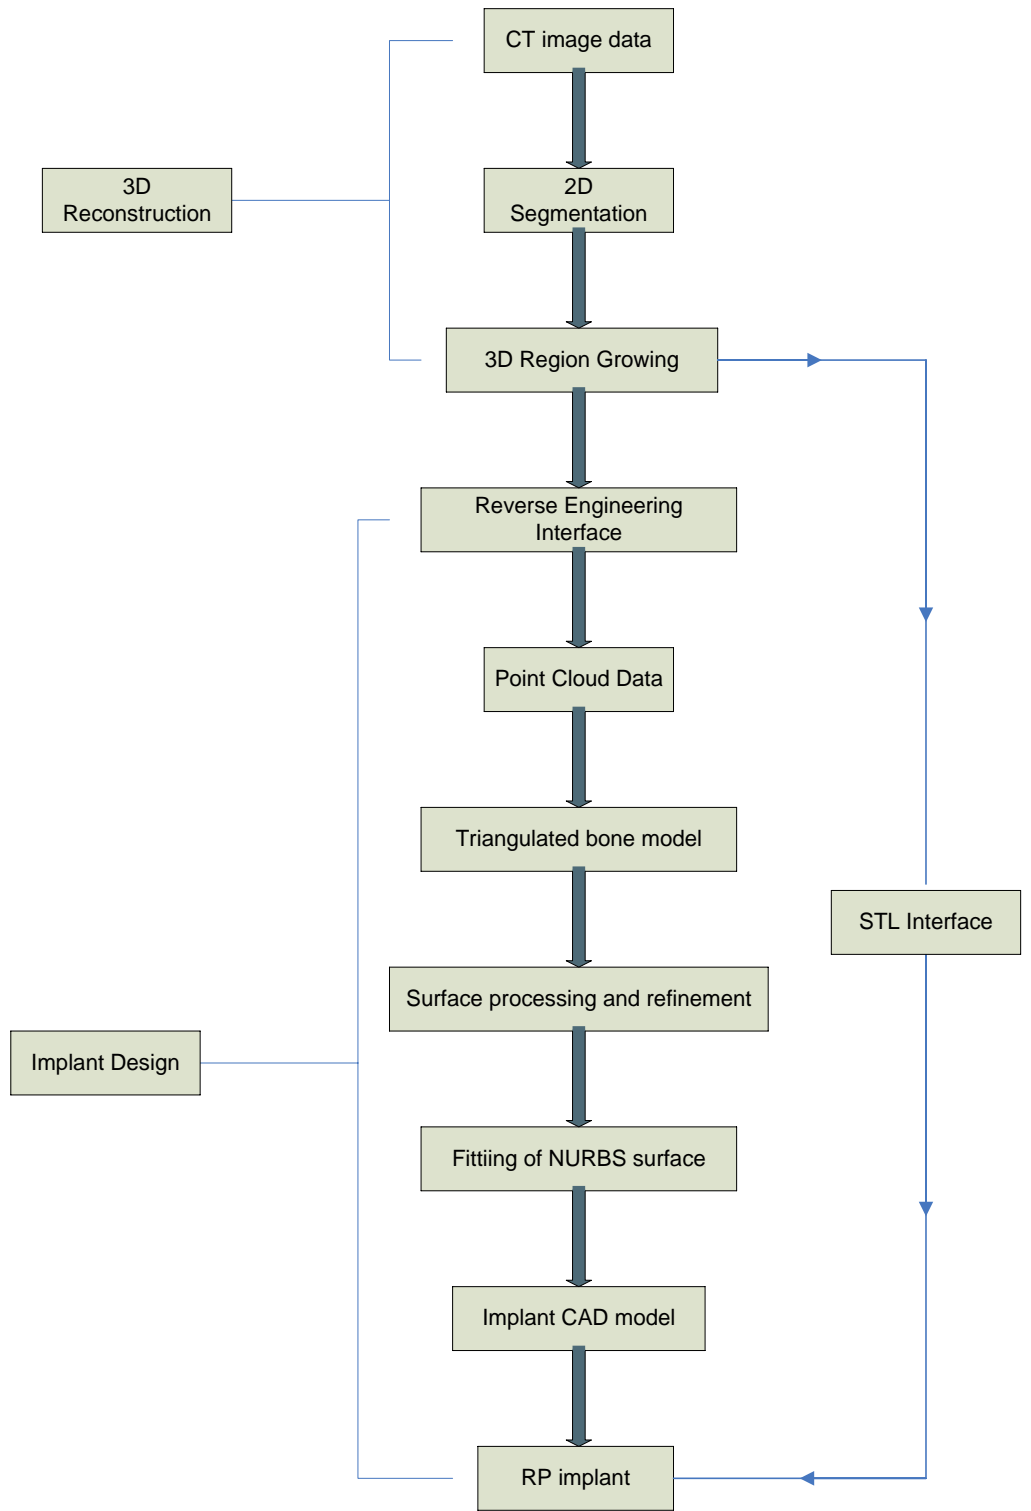 CT image data
3D
Reconstruction
2D
Segmentation
3D Region Growing
Reverse Engineering
Interface
Point Cloud Data
Triangulated bone model
STL Interface
Surface processing and refinement
Implant Design
Fittiing of NURBS surface
Implant CAD model
RP implant